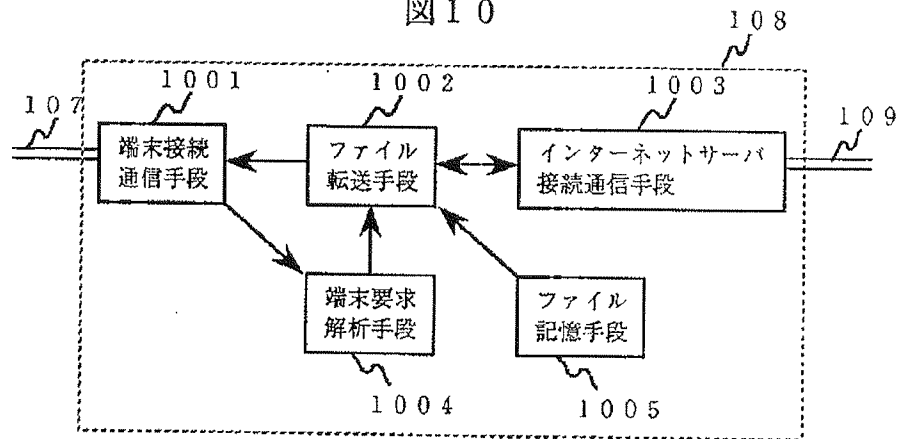 図10
108
1001
1002
1003
107
109
端末接続
通信手段
ファイル
転送手段
インターネットサーバ
接続通信手段
端末要求
解析手段
ファイル
記憶手段
1004
1005